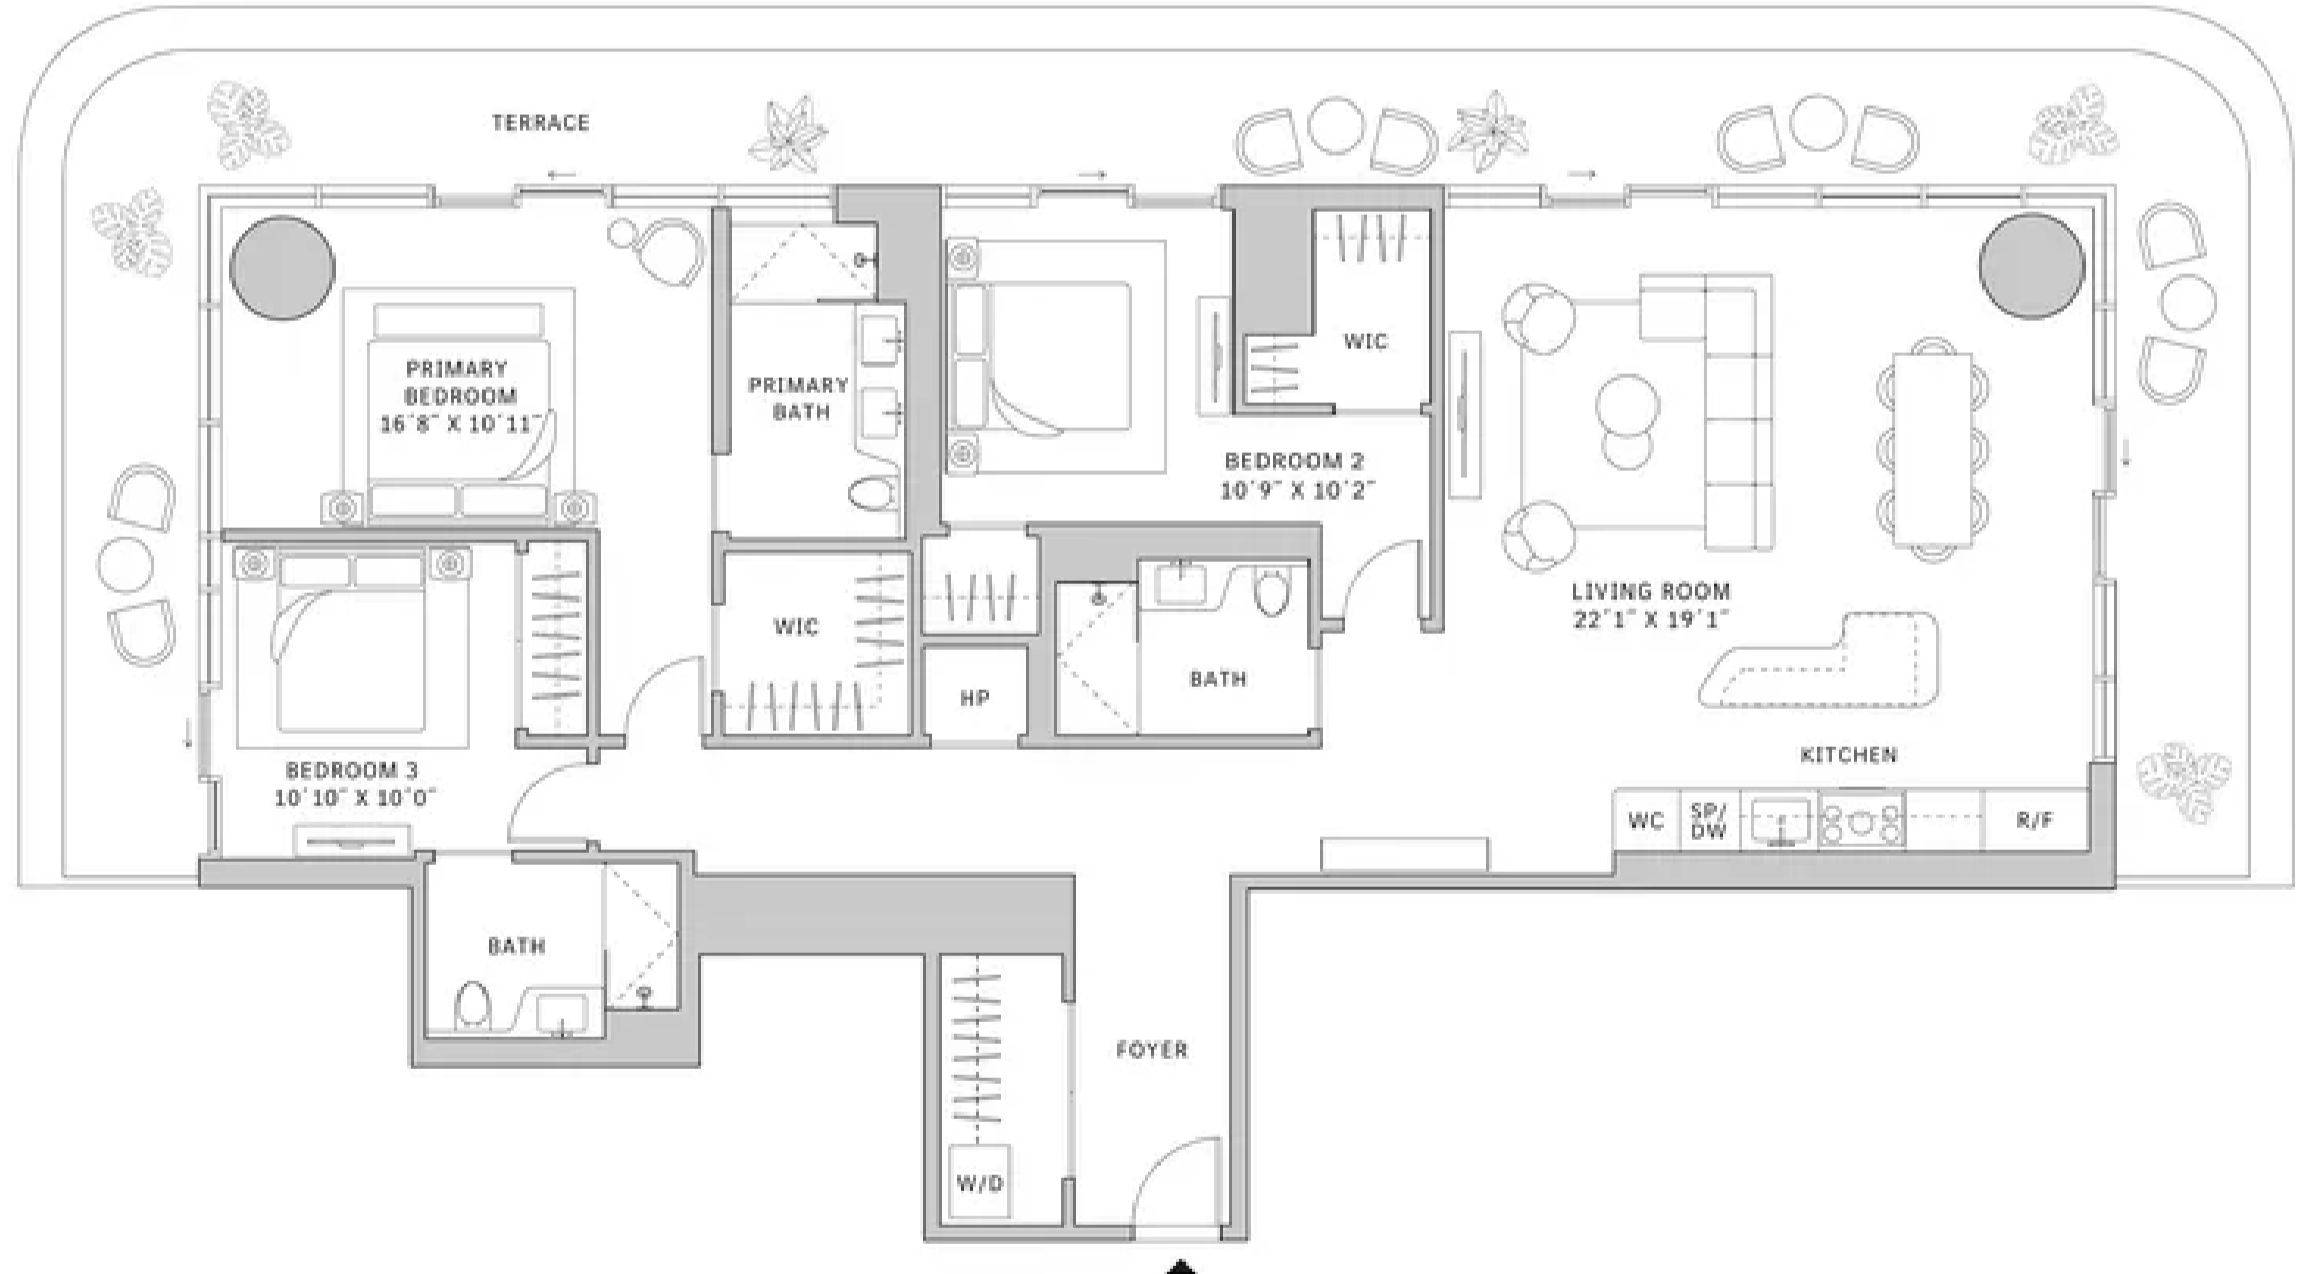 TERRACE
PRIMARY
BEDROOM
16´8˝ X 10´11˝
PRIMARY
BATH
WIC
BEDROOM 2
10´9˝ X 10´2˝
LIVING ROOM
22´1˝ X 19´1˝
WIC
HP
BATH
KITCHEN
BEDROOM 3
10´10˝ X 10´0˝
WC
SP/
DW
R/F
BATH
FOYER
W/D